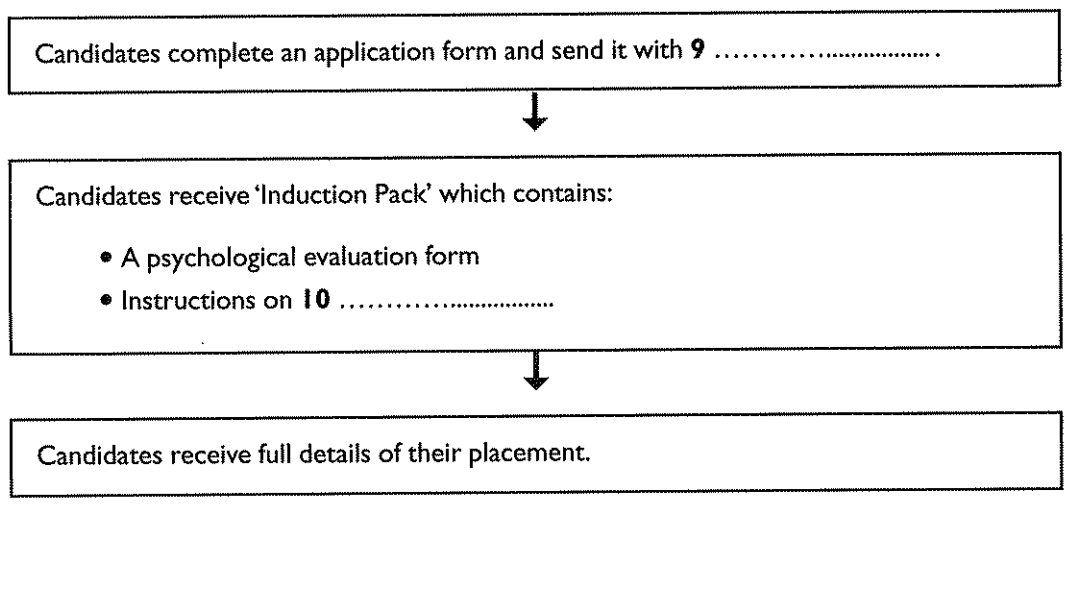 Candidates complete an application form and send it with 9 ..............................
Candidates receive 'Induction Pack' which contains:
• A psychological evaluation form
• Instructions on 10 ..............................
Candidates receive full details of their placement.